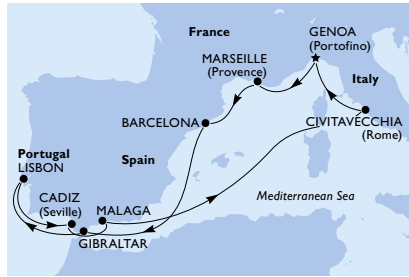 France
GENOA
(Portofino)
MARSEILLE
(Provence)
Italy
BARCELONA
CIVITAVECCHIA
(Rome)
Portugal
LISBON
Spain
CADIZ
(Seville)
MALAGA
Mediterranean Sea
GIBRALTAR